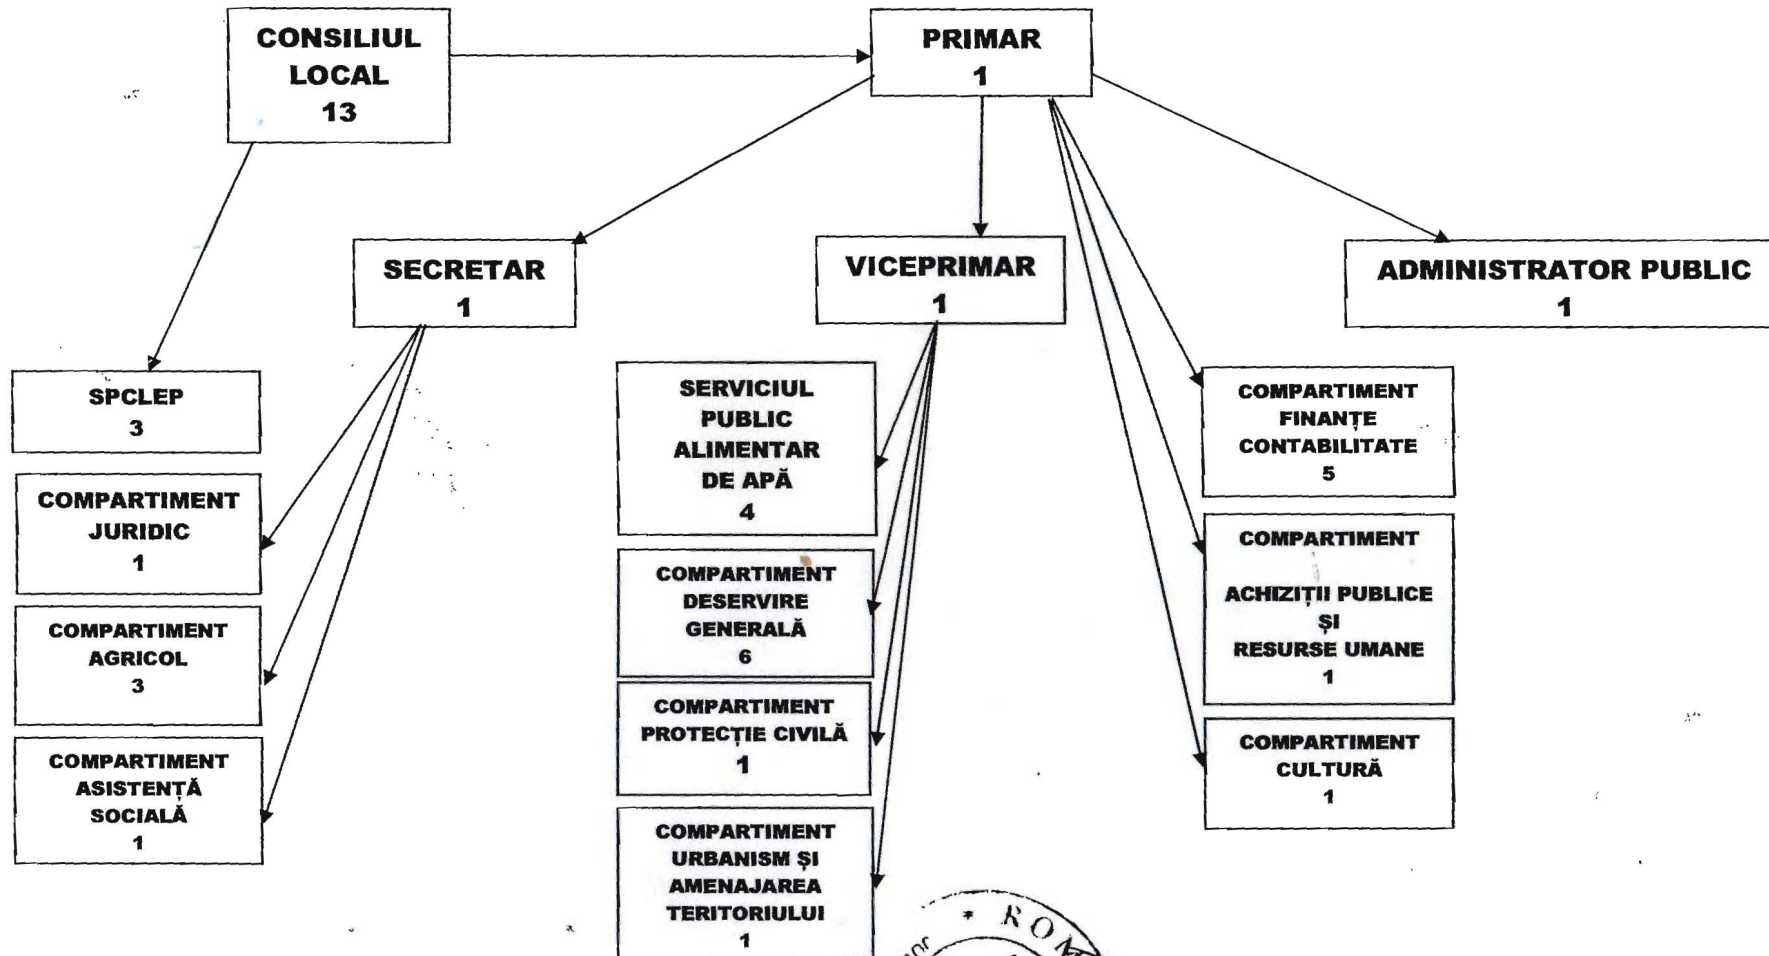 CONSILIUL
LOCAL
13
PRIMAR
1
SECRETAR
1
VICEPRIMAR
1
ADMINISTRATOR PUBLIC
1
SPCLEP
3
COMPARTIMENT
JURIDIC
1
COMPARTIMENT
AGRICOL
3
COMPARTIMENT
ASISTENȚĂ
SOCIALĂ
1
SERVICIUL
PUBLIC
ALIMENTAR
DE APĂ
4
COMPARTIMENT
DESERVIRE
GENERALĂ
6
COMPARTIMENT
PROTECȚIE CIVILĂ
1
COMPARTIMENT
URBANISM ȘI
AMENAJAREA
TERITORIULUI
1
COMPARTIMENT
FINANȚE
CONTABILITATE
5
COMPARTIMENT
ACHIZIȚII PUBLICE
ȘI
RESURSE UMANE
1
COMPARTIMENT
CULTURĂ
1